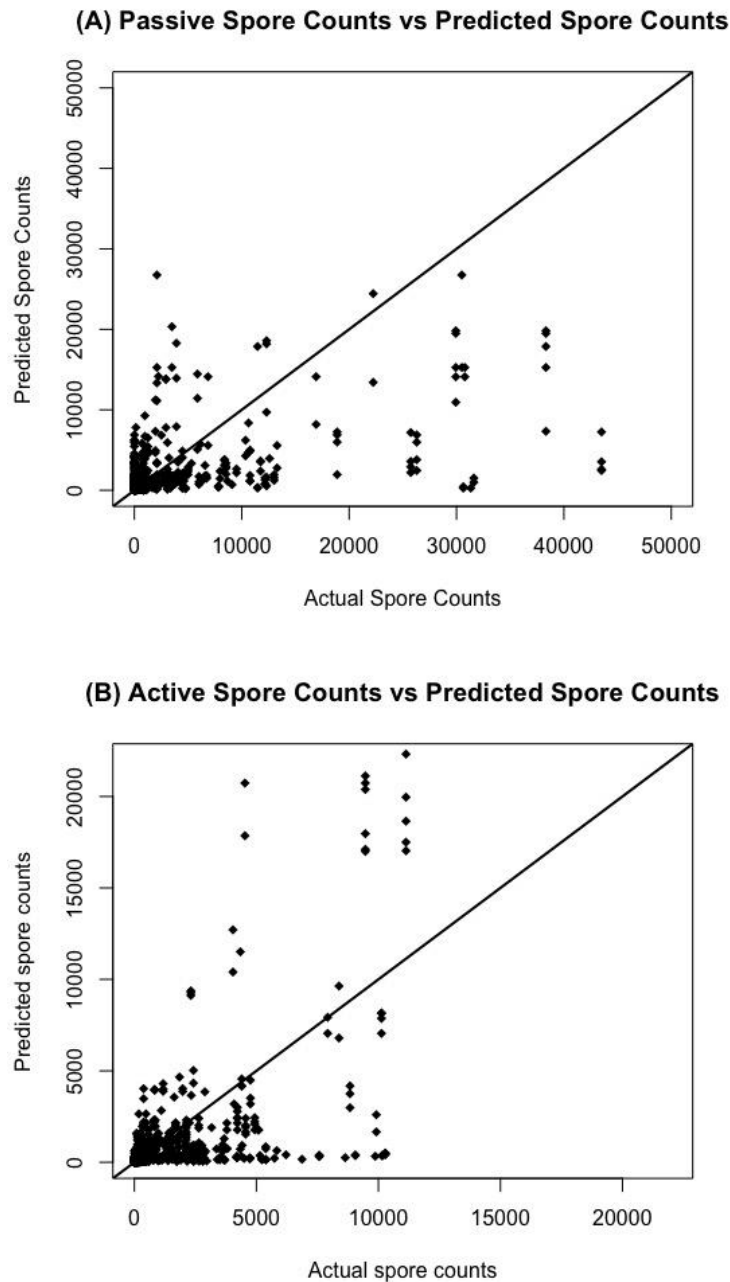 (A) Passive Spore Counts vs Predicted Spore Counts
50000
40000
30000
20000
10000
0
Predicted Spore Counts
0 10000 20000 30000 40000 50000
Actual Spore Counts
(B) Active Spore Counts vs Predicted Spore Counts
20000
15000
10000
5000
0
Predicted spore counts
0 5000 10000 15000 20000
Actual spore counts